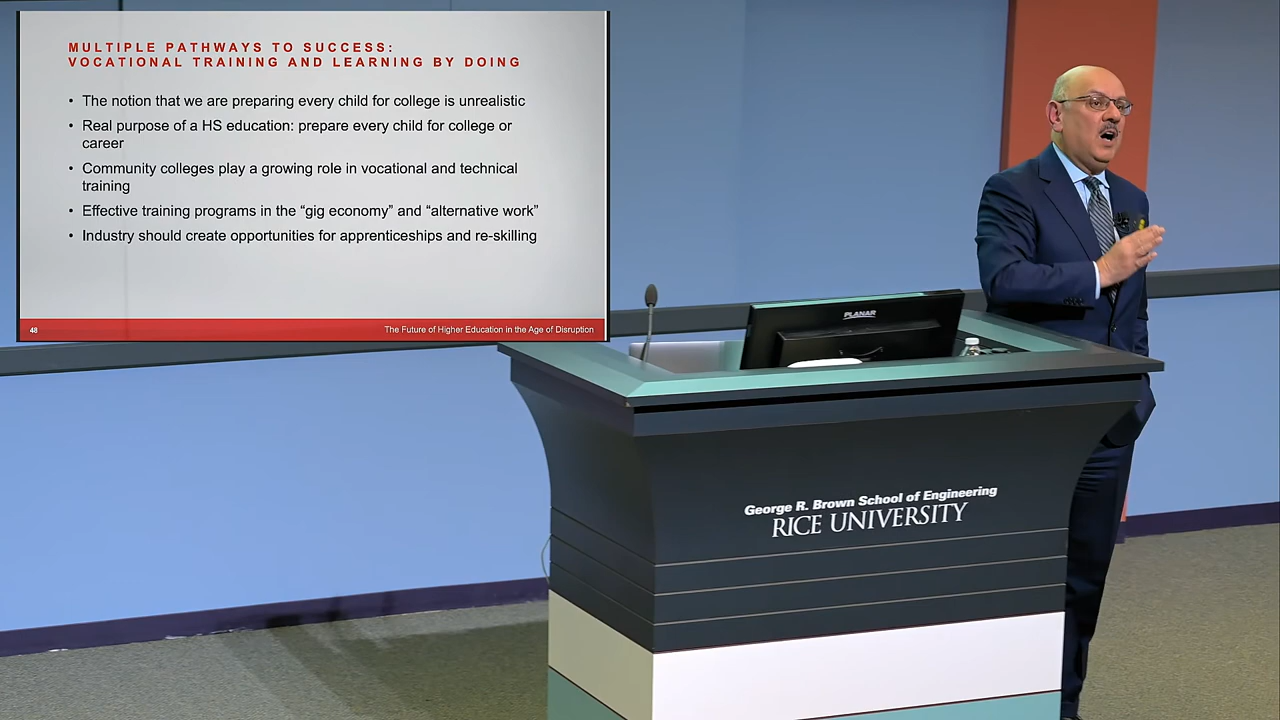 MULTIPLE PATHWAYS TO SUCCESS:
VOCATIONAL TRAINING AND LEARNING BY DOING
• The notion that we are preparing every child for college is unrealistic
• Real purpose of a HS education: prepare every child for college or
career
• Community colleges play a growing role in vocational and technical
training
• Effective training programs in the “gig economy” and “alternative work”
• Industry should create opportunities for apprenticeships and re-skilling
48
The Future of Higher Education in the Age of Disruption
PLANAR
George R. Brown School of Engineering
RICE UNIVERSITY